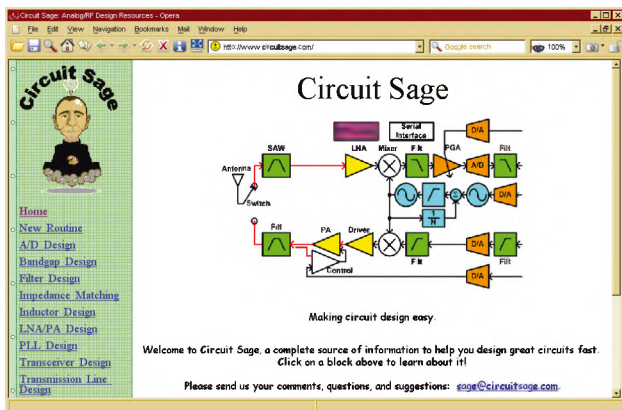 Circuit Sage: Analog/RF Design Resources - Opera
File Edit View Navigation Bookmarks Mail Window Help
http://www.circuitsage.com/
Google search
100%
Circuit Sage
Home
New Routine
A/D Design
Bandgap Design
Filter Design
Impedance Matching
Inductor Design
LNA/PA Design
PLL Design
Transceiver Design
Transmission Line
Design
Circuit Sage
Serial
Interface
D/A
SAW
LNA
Mixer
Filt
PGA
Filt
A/D
Antenna
Switch
Σ
D/A
1
N
Filt
PA
Driver
D/A
Filt
Filt
Control
D/A
Making circuit design easy.
Welcome to Circuit Sage, a complete source of information to help you design great circuits fast.
Click on a block above to learn about it!
Please send us your comments, questions, and suggestions: sage@circuitsage.com.